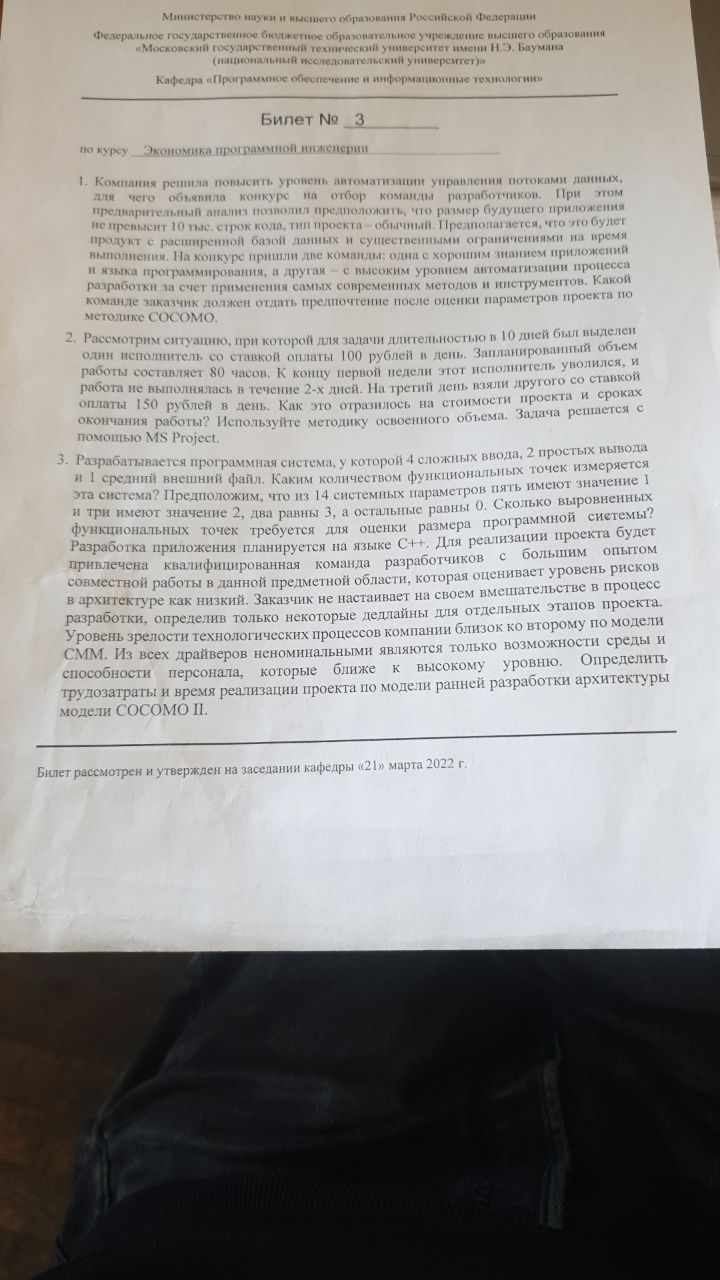 Министерство науки и высшего образования Российской Федерации
Федеральное государственное бюджетное образовательное учреждение высшего образования
«Московский государственный технический университет имени Н.Э. Баумана
(национальный исследовательский университет)»
Кафедра «Программное обеспечение и информационные технологии»
Билет № 3
по курсу Экономика программной инженерии
1. Компания решила повысить уровень автоматизации управления потоками данных,
для чего объявила конкурс на отбор команды разработчиков. При этом
предварительный анализ позволил предположить, что размер будущего приложения
не превысит 10 тыс. строк кода, тип проекта – обычный. Предполагается, что это будет
продукт с расширенной базой данных и существенными ограничениями на время
выполнения. На конкурс пришли две команды: одна с хорошим знанием приложений
и языка программирования, а другая – с высоким уровнем автоматизации процесса
разработки за счет применения самых современных методов и инструментов. Какой
команде заказчик должен отдать предпочтение после оценки параметров проекта по
методике COCOMO.
2. Рассмотрим ситуацию, при которой для задачи длительностью в 10 дней был выделен
один исполнитель со ставкой оплаты 100 рублей в день. Запланированный объем
работы составляет 80 часов. К концу первой недели этот исполнитель уволился, и
работа не выполнялась в течение 2-х дней. На третий день взяли другого со ставкой
оплаты 150 рублей в день. Как это отразилось на стоимости проекта и сроках
окончания работы? Используйте методику освоенного объема. Задача решается с
помощью MS Project.
3. Разрабатывается программная система, у которой 4 сложных ввода, 2 простых вывода
и 1 средний внешний файл. Каким количеством функциональных точек измеряется
эта система? Предположим, что из 14 системных параметров пять имеют значение 1
и три имеют значение 2, два равны 3, а остальные равны 0. Сколько выровненных
функциональных точек требуется для оценки размера программной системы?
Разработка приложения планируется на языке C++. Для реализации проекта будет
привлечена квалифицированная команда разработчиков с большим опытом
совместной работы в данной предметной области, которая оценивает уровень рисков
в архитектуре как низкий. Заказчик не настаивает на своем вмешательстве в процесс
разработки, определив только некоторые дедлайны для отдельных этапов проекта.
Уровень зрелости технологических процессов компании близок ко второму по модели
СММ. Из всех драйверов неноминальными являются только возможности среды и
способности персонала, которые ближе к высокому уровню. Определить
трудозатраты и время реализации проекта по модели ранней разработки архитектуры
модели COCOMO II.
Билет рассмотрен и утвержден на заседании кафедры «21» марта 2022 г.